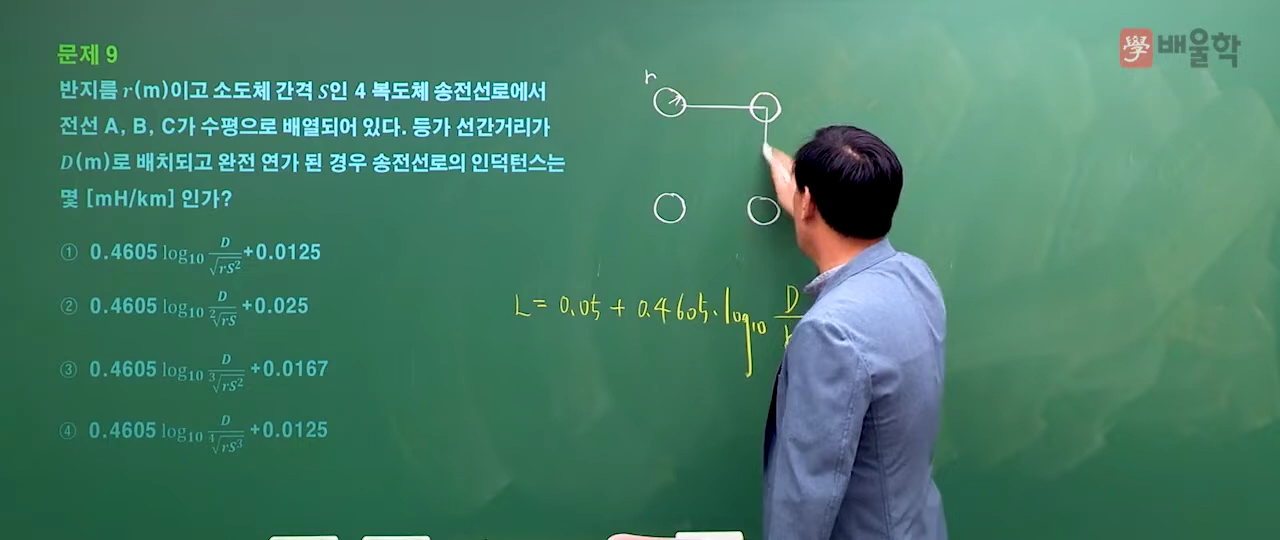 문제 9
반지름 r(m)이고 소도체 간격 S인 4 복도체 송전선로에서
전선 A, B, C가 수평으로 배열되어 있다. 등가 선간거리가
D(m)로 배치되고 완전 연가 된 경우 송전선로의 인덕턴스는
몇 [mH/km] 인가?
① 0.4605 log₁₀ D/√(rS²) +0.0125
② 0.4605 log₁₀ D/²√(rS) +0.025
③ 0.4605 log₁₀ D/³√(rS²) +0.0167
④ 0.4605 log₁₀ D/⁴√(rS³) +0.0125
r
L = 0.05 + 0.4605·log₁₀ D
學 배울학